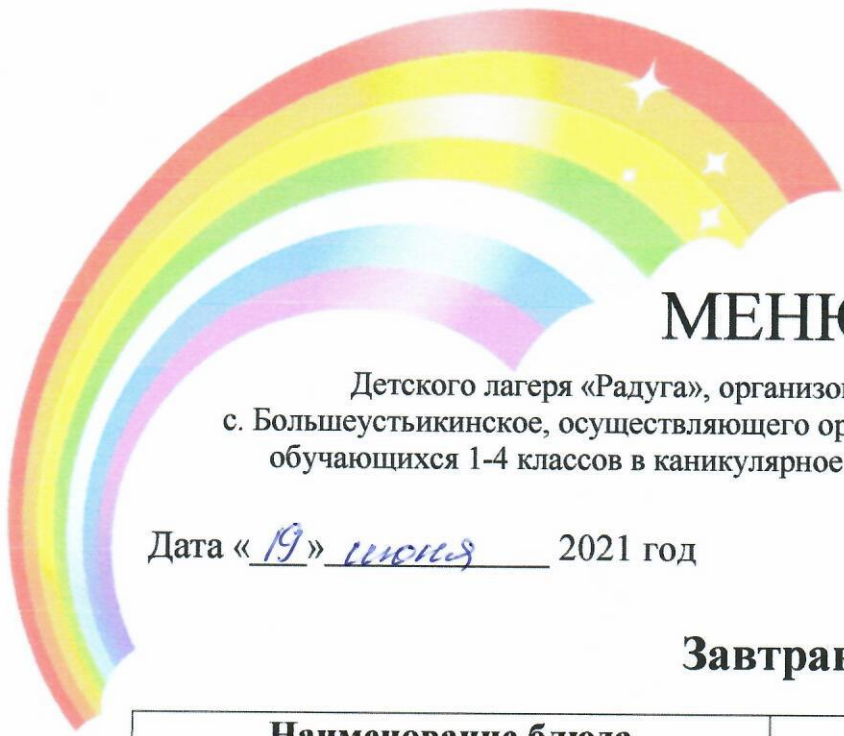 МЕНЮ
Детского лагеря «Радуга», организо
с. Большеустьикинское, осуществляющего ор
обучающихся 1-4 классов в каникулярное
Дата «19» июня 2021 год
Завтрак
Наименование блюда